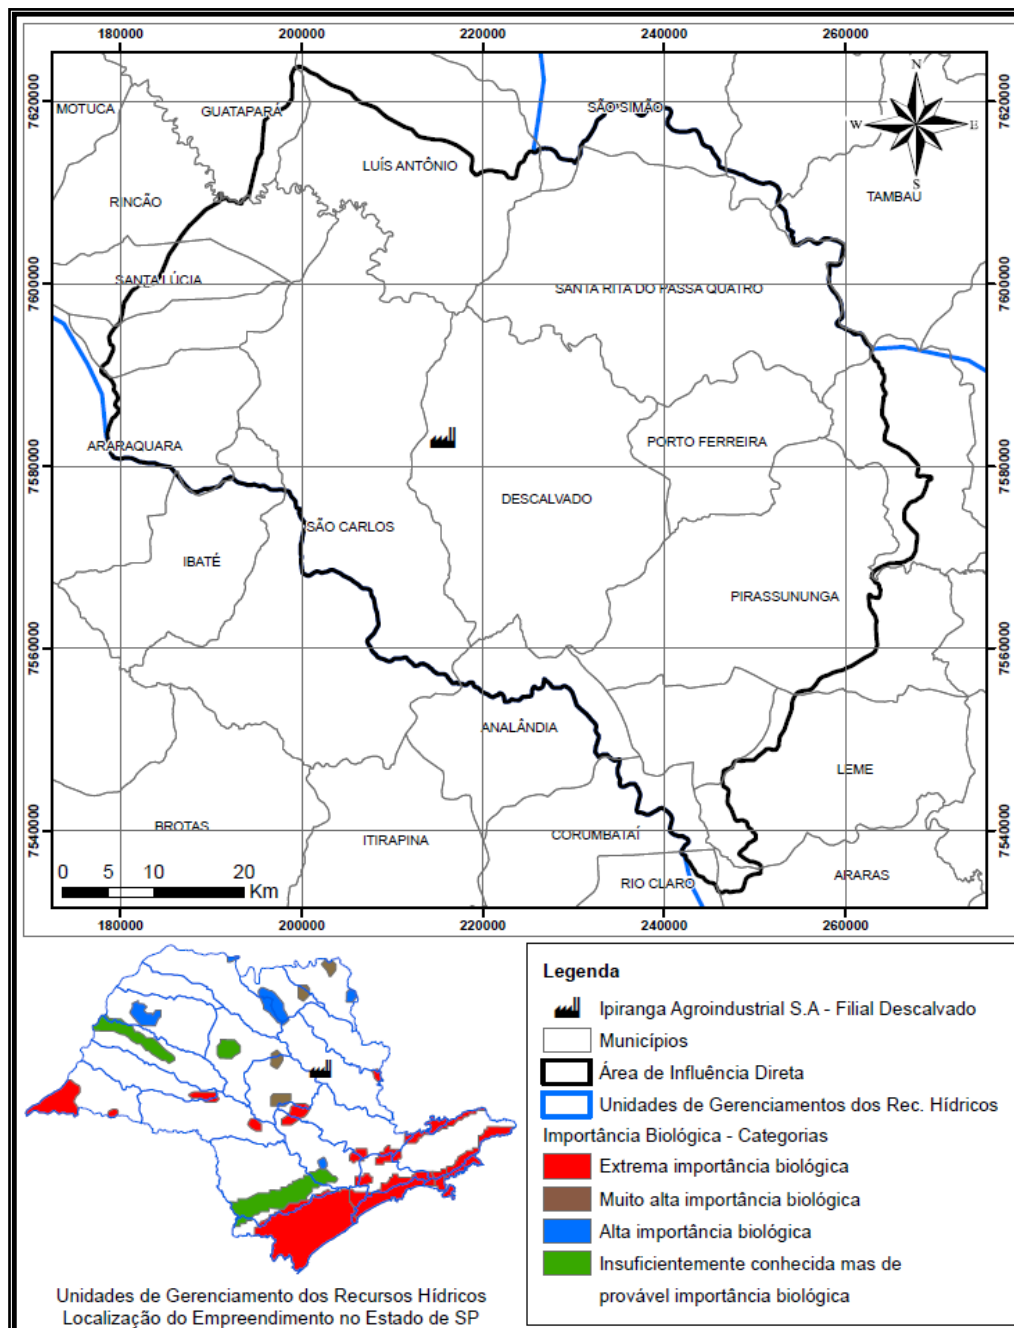 180000 200000 220000 240000 260000
7620000
7620000
MOTUCA
GUATAPARÁ
SÃO SIMÃO
N
W E
S
LUÍS ANTÔNIO
RINCÃO
TAMBAÚ
SANTA LÚCIA
SANTA RITA DO PASSA QUATRO
7600000
7600000
ARARAQUARA
PORTO FERREIRA
7580000
7580000
DESCALVADO
SÃO CARLOS
IBATÉ
PIRASSUNUNGA
7560000
7560000
ANALÂNDIA
LEME
BROTAS
ITIRAPINA
CORUMBATAÍ
7540000
7540000
RIO CLARO
ARARAS
0 5 10 20
Km
180000 200000 220000 240000 260000
Legenda
Ipiranga Agroindustrial S.A - Filial Descalvado
Municípios
Área de Influência Direta
Unidades de Gerenciamentos dos Rec. Hídricos
Importância Biológica - Categorias
Extrema importância biológica
Muito alta importância biológica
Alta importância biológica
Insuficientemente conhecida mas de
provável importância biológica
Unidades de Gerenciamento dos Recursos Hídricos
Localização do Empreendimento no Estado de SP